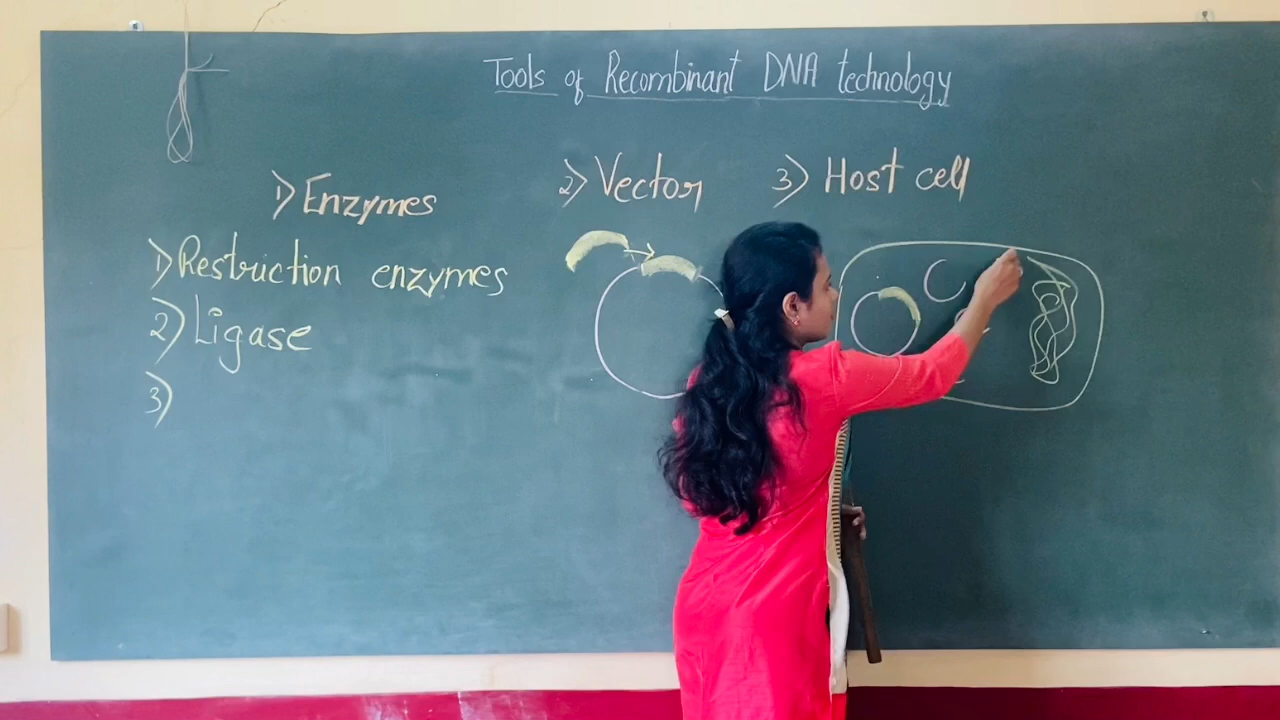 Tools of Recombinant DNA technology
1) Enzymes
2) Vector
3) Host cell
1) Restriction enzymes
2) Ligase
3)